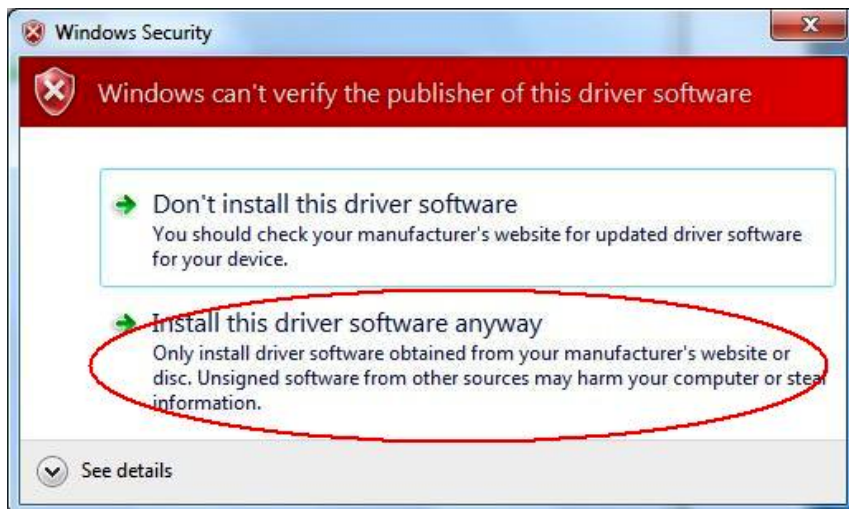 Windows Security
Windows can't verify the publisher of this driver software
Don't install this driver software
You should check your manufacturer's website for updated driver software
for your device.
Install this driver software anyway
Only install driver software obtained from your manufacturer's website or
disc. Unsigned software from other sources may harm your computer or steal
information.
See details